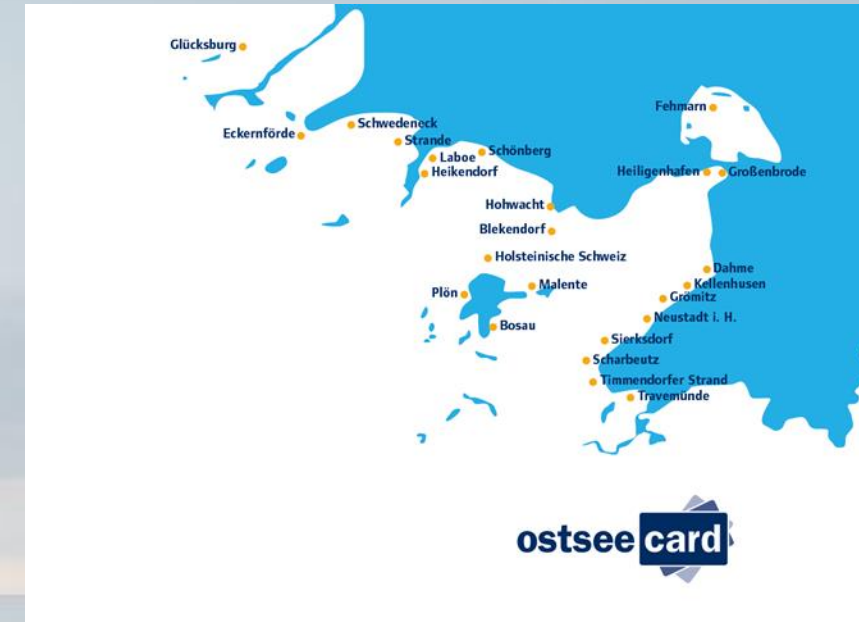 Glücksburg
Fehmarn
Schwedeneck
Eckernförde
Strande
Schönberg
Laboe
Heikendorf
Heiligenhafen
Großenbrode
Hohwacht
Blekendorf
Holsteinische Schweiz
Dahme
Malente
Kellenhusen
Plön
Grömitz
Neustadt i. H.
Bosau
Sierksdorf
Scharbeutz
Timmendorfer Strand
Travemünde
ostsee card